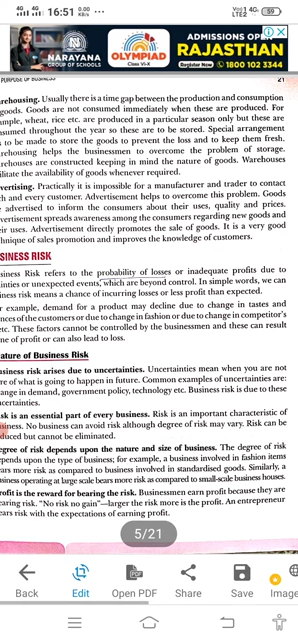 4G 4G 16:51 0.00 KB/s ••• VoD 1 4G LTE2 59
NARAYANA
GROUP OF SCHOOLS
THE NARAYANA
OLYMPIAD
Class VI-X
ADMISSIONS OPEN
RAJASTHAN
Register Now 1800 102 3344
PURPOSE OF BUSINESS
21
rehousing. Usually there is a time gap between the production and consumption
goods. Goods are not consumed immediately when these are produced. For
mple, wheat, rice etc. are produced in a particular season only but these are
sumed throughout the year so these are to be stored. Special arrangement
to be made to store the goods to prevent the loss and to keep them fresh.
rehousing helps the businessmen to overcome the problem of storage.
rehouses are constructed keeping in mind the nature of goods. Warehouses
ilitate the availability of goods whenever required.
vertising. Practically it is impossible for a manufacturer and trader to contact
ch and every customer. Advertisement helps to overcome this problem. Goods
advertised to inform the consumers about their uses, quality and prices.
vertisement spreads awareness among the consumers regarding new goods and
eir uses. Advertisement directly promotes the sale of goods. It is a very good
hnique of sales promotion and improves the knowledge of customers.
SINESS RISK
siness Risk refers to the probability of losses or inadequate profits due to
inties or unexpected events, which are beyond control. In simple words, we can
iness risk means a chance of incurring losses or less profit than expected.
r example, demand for a product may decline due to change in tastes and
nces of the customers or due to change in fashion or due to change in competitor's
etc. These factors cannot be controlled by the businessmen and these can result
ne of profit or can also lead to loss.
ature of Business Risk
usiness risk arises due to uncertainties. Uncertainties mean when you are not
re of what is going to happen in future. Common examples of uncertainties are:
ange in demand, government policy, technology etc. Business risk is due to these
certainties.
sk is an essential part of every business. Risk is an important characteristic of
siness. No business can avoid risk although degree of risk may vary. Risk can be
duced but cannot be eliminated.
egree of risk depends upon the nature and size of business. The degree of risk
epends upon the type of business; for example, a business involved in fashion items
ears more risk as compared to business involved in standardised goods. Similarly, a
usiness operating at large scale bears more risk as compared to small-scale business houses.
rofit is the reward for bearing the risk. Businessmen earn profit because they are
earing risk. "No risk no gain"—larger the risk more is the profit. An entrepreneur
ears risk with the expectations of earning profit.
5/21
Back Edit Open PDF Share Save Image